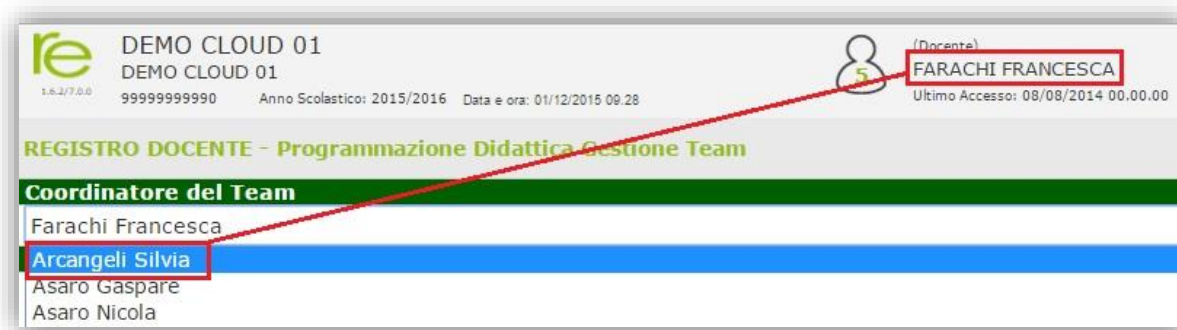 re
1.6.2/7.0.0
DEMO CLOUD 01
DEMO CLOUD 01
99999999990 Anno Scolastico: 2015/2016 Data e ora: 01/12/2015 09.28
5
(Docente)
FARACHI FRANCESCA
Ultimo Accesso: 08/08/2014 00.00.00
REGISTRO DOCENTE - Programmazione Didattica Gestione Team
Coordinatore del Team
Farachi Francesca
Arcangeli Silvia
Asaro Gaspare
Asaro Nicola